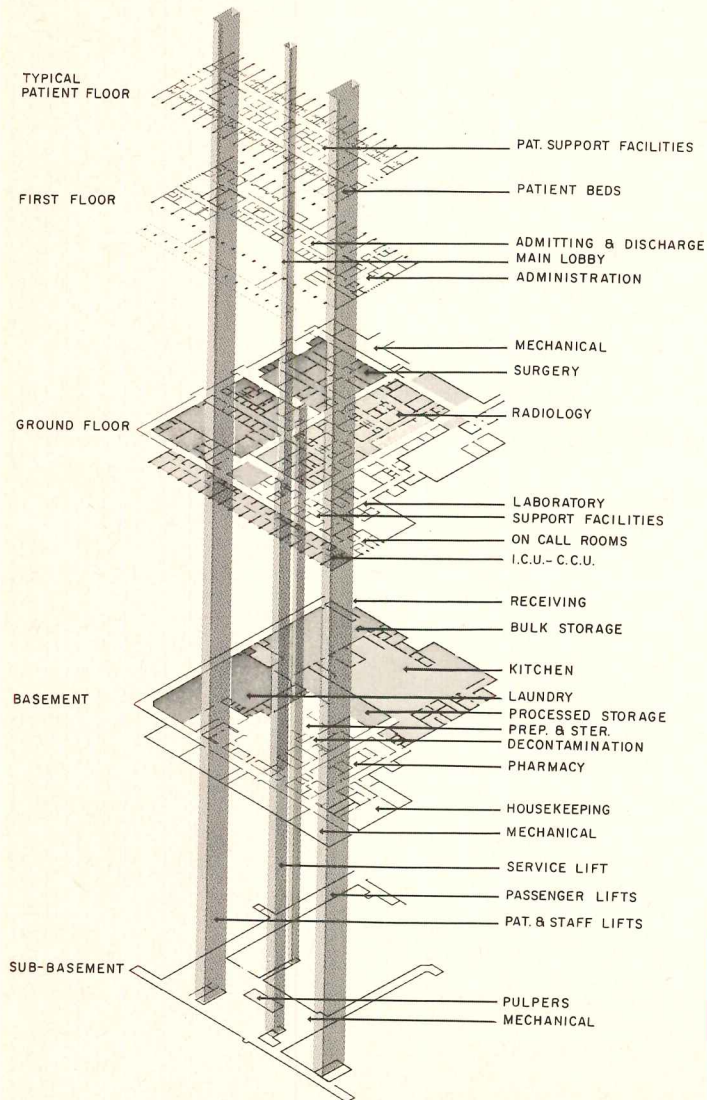 TYPICAL
PATIENT FLOOR
PAT. SUPPORT FACILITIES
PATIENT BEDS
FIRST FLOOR
ADMITTING & DISCHARGE
MAIN LOBBY
ADMINISTRATION
MECHANICAL
SURGERY
RADIOLOGY
GROUND FLOOR
LABORATORY
SUPPORT FACILITIES
ON CALL ROOMS
I.C.U.-C.C.U.
RECEIVING
BULK STORAGE
KITCHEN
BASEMENT
LAUNDRY
PROCESSED STORAGE
PREP. & STER.
DECONTAMINATION
PHARMACY
HOUSEKEEPING
MECHANICAL
SERVICE LIFT
PASSENGER LIFTS
PAT. & STAFF LIFTS
SUB-BASEMENT
PULPERS
MECHANICAL